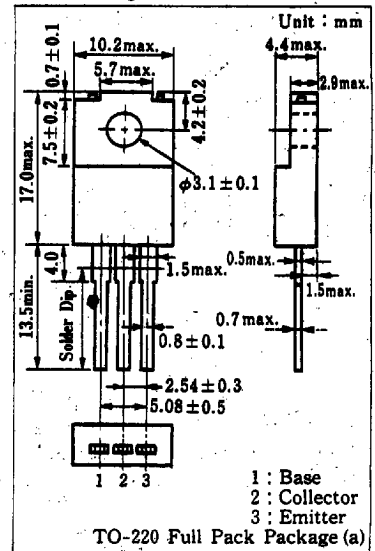 Unit : mm
10.2max.
4.4max.
5.7max.
2.9max.
0.7±0.1
4.2±0.2
7.5±0.2
17.0max.
φ3.1±0.1
4.0
13.5min.
Solder Dip
1.5max.
0.5max.
1.5max.
0.8±0.1
0.7max.
2.54±0.3
5.08±0.5
1 2 3
1 : Base
2 : Collector
3 : Emitter
TO-220 Full Pack Package (a)